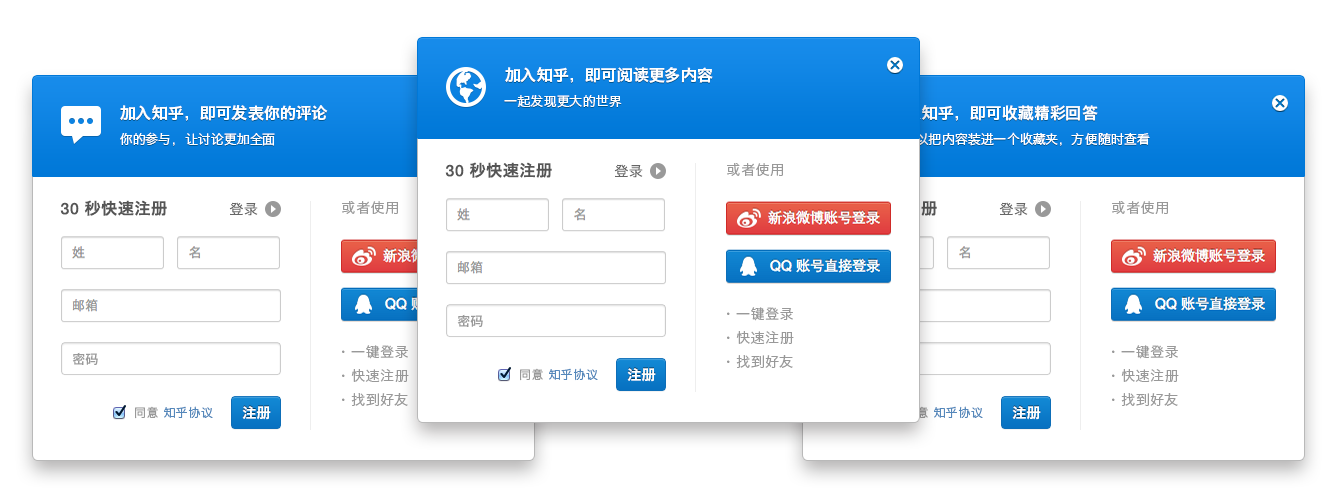 加入知乎，即可发表你的评论
你的参与，让讨论更加全面
30 秒快速注册
登录
姓
名
邮箱
密码
同意 知乎协议
注册
或者使用
新浪微
QQ 账
· 一键登录
· 快速注册
· 找到好友
加入知乎，即可阅读更多内容
一起发现更大的世界
30 秒快速注册
登录
姓
名
邮箱
密码
同意 知乎协议
注册
或者使用
新浪微博账号登录
QQ 账号直接登录
· 一键登录
· 快速注册
· 找到好友
知乎，即可收藏精彩回答
以把内容装进一个收藏夹，方便随时查看
册
登录
名
意 知乎协议
注册
或者使用
新浪微博账号登录
QQ 账号直接登录
· 一键登录
· 快速注册
· 找到好友